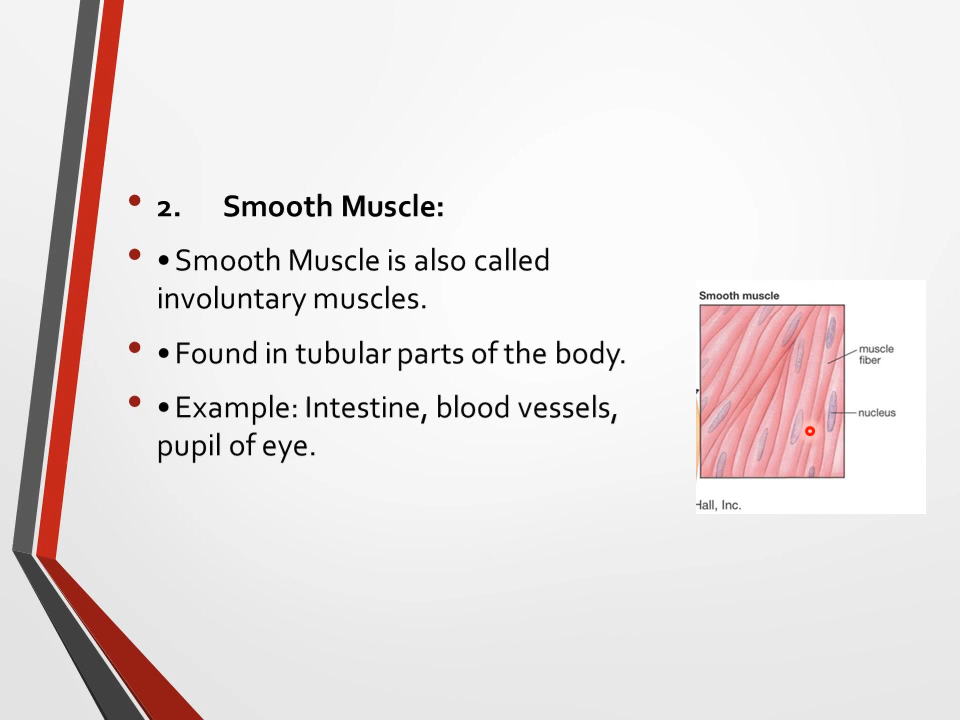 • 2. Smooth Muscle:
• • Smooth Muscle is also called
involuntary muscles.
• • Found in tubular parts of the body.
• • Example: Intestine, blood vessels,
pupil of eye.
Smooth muscle
muscle
fiber
nucleus
Hall, Inc.